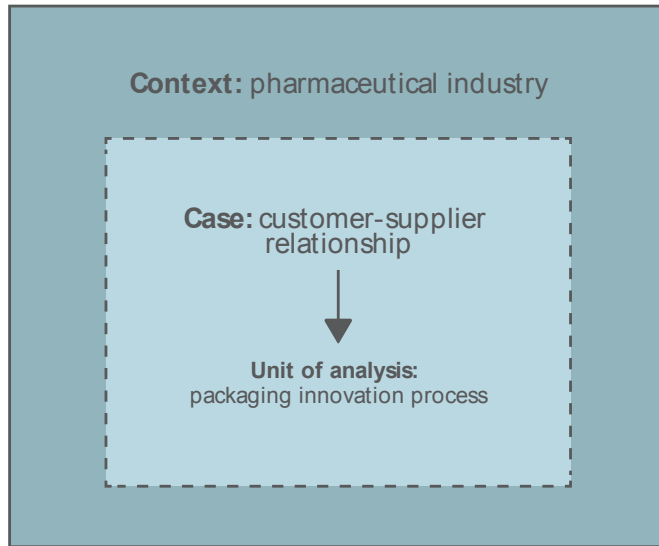 Context: pharmaceutical industry
Case: customer-supplier
relationship
Unit of analysis:
packaging innovation process